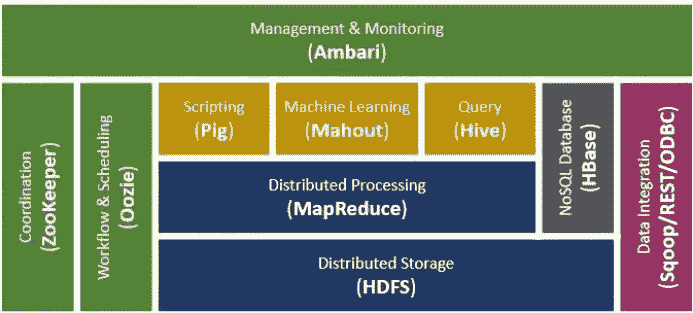 Management & Monitoring
(Ambari)
Coordination
(ZooKeeper)
Workflow & Scheduling
(Oozie)
Scripting
(Pig)
Machine Learning
(Mahout)
Query
(Hive)
Distributed Processing
(MapReduce)
Distributed Storage
(HDFS)
NoSQL Database
(HBase)
Data Integration
(Sqoop/REST/ODBC)